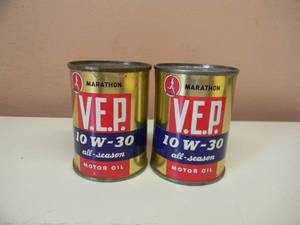 MARATHON
V.E.P.
10 W-30
all-season
MOTOR OIL
MARATHON
V.E.P.
10 W-30
all-season
MOTOR OIL